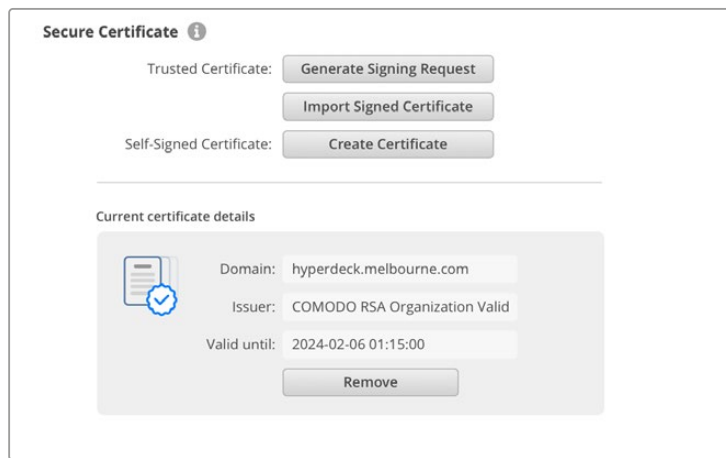 Secure Certificate
Trusted Certificate: Generate Signing Request
Import Signed Certificate
Self-Signed Certificate: Create Certificate
Current certificate details
Domain: hyperdeck.melbourne.com
Issuer: COMODO RSA Organization Valid
Valid until: 2024-02-06 01:15:00
Remove